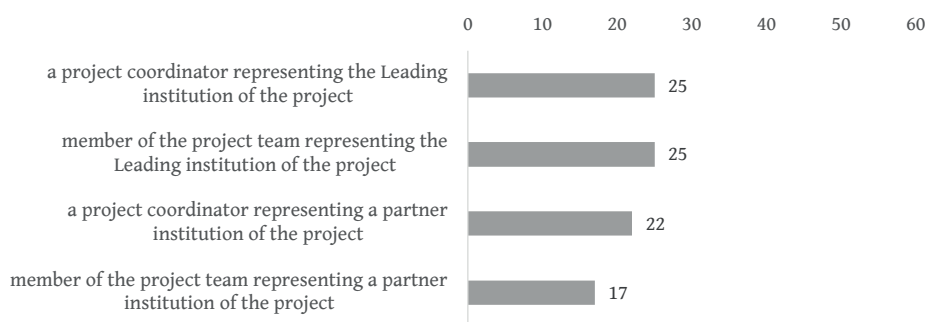 0 10 20 30 40 50 60
a project coordinator representing the Leading
institution of the project
25
member of the project team representing the
Leading institution of the project
25
a project coordinator representing a partner
institution of the project
22
member of the project team representing a partner
institution of the project
17